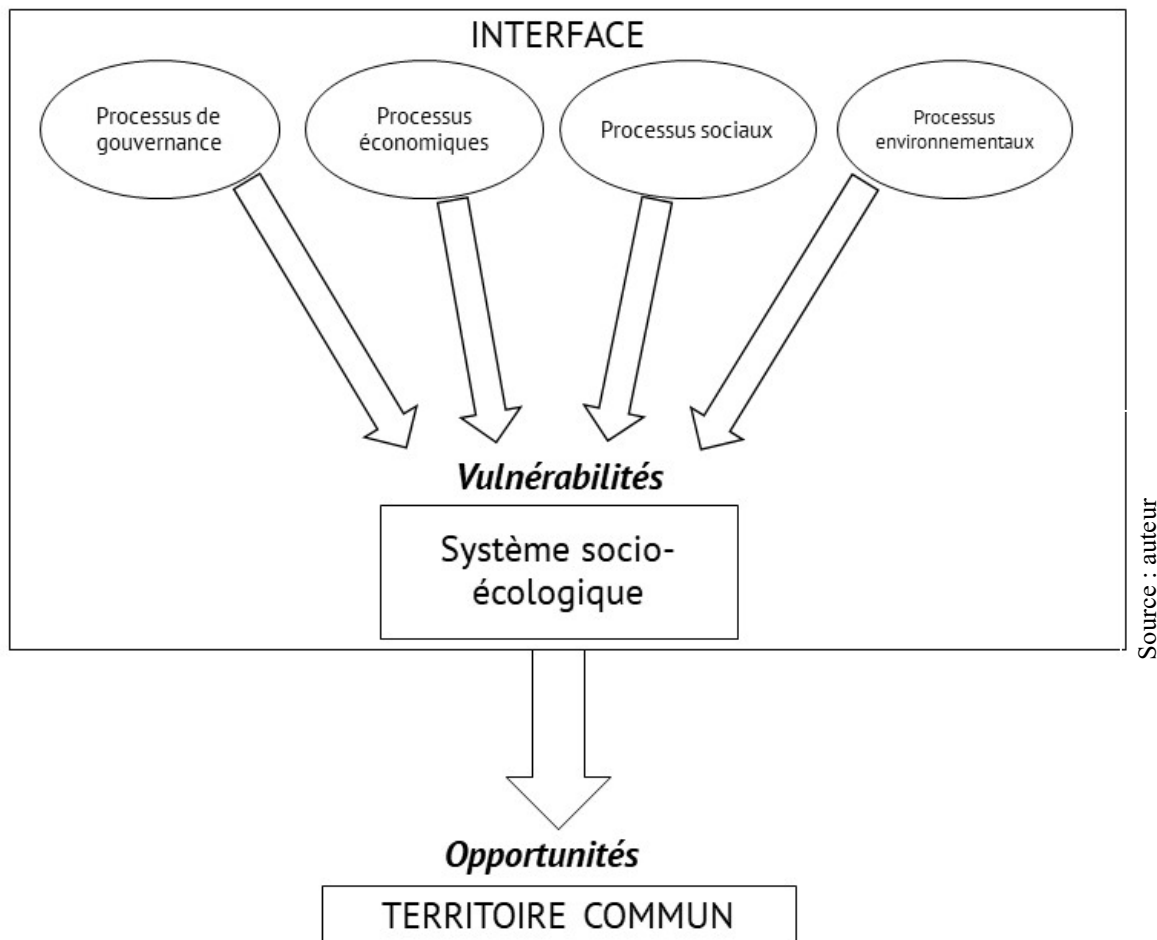 INTERFACE
Processus de
gouvernance
Processus
économiques
Processus sociaux
Processus
environnementaux
Vulnérabilités
Système socio-
écologique
Source : auteur
Opportunités
TERRITOIRE COMMUN